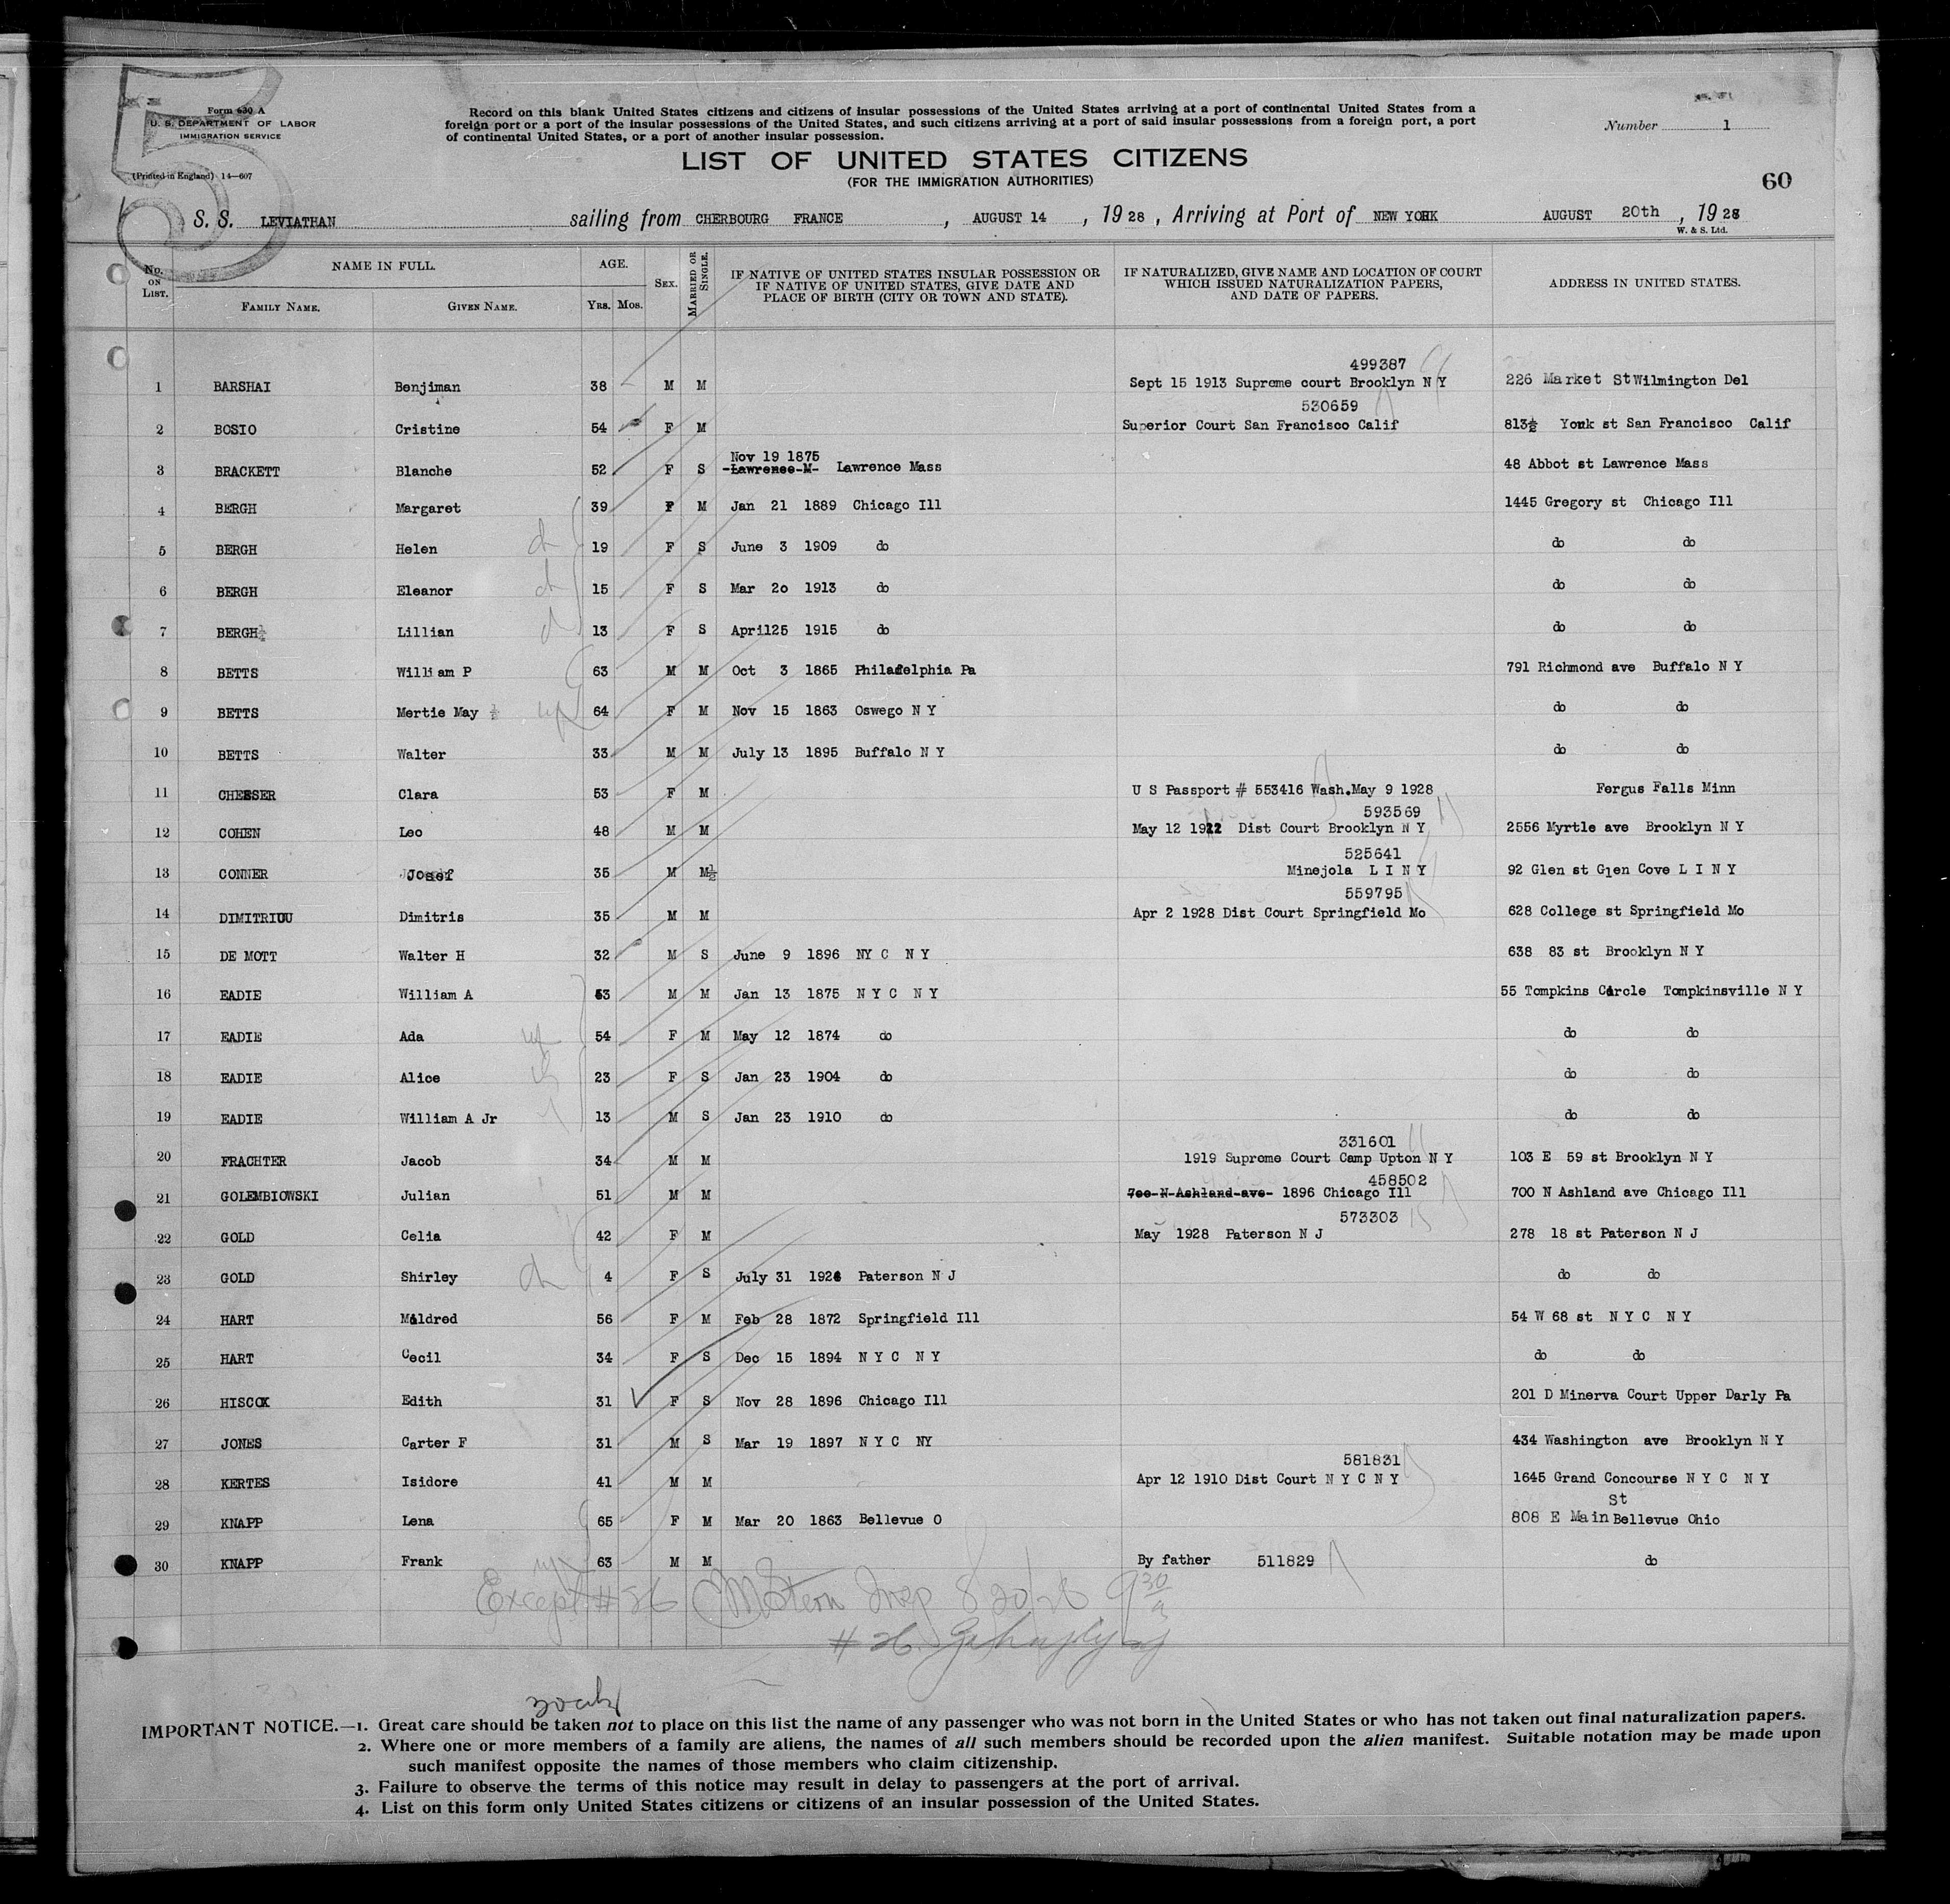 5
Form 630 A
U. S. DEPARTMENT OF LABOR
IMMIGRATION SERVICE
(Printed in England) 14—607
Record on this blank United States citizens and citizens of insular possessions of the United States arriving at a port of continental United States from a
foreign port or a port of the insular possessions of the United States, and such citizens arriving at a port of said insular possessions from a foreign port, a port
of continental United States, or a port of another insular possession.
Number 1
LIST OF UNITED STATES CITIZENS
(FOR THE IMMIGRATION AUTHORITIES)
60
S. S. LEVIATHAN sailing from CHERBOURG FRANCE , AUGUST 14 , 1928 , Arriving at Port of NEW YORK AUGUST 20th , 1928
W. & S. Ltd.
No. ON LIST. NAME IN FULL. AGE. SEX. MARRIED OR SINGLE. IF NATIVE OF UNITED STATES INSULAR POSSESSION OR IF NATIVE OF UNITED STATES, GIVE DATE AND PLACE OF BIRTH (CITY OR TOWN AND STATE). IF NATURALIZED, GIVE NAME AND LOCATION OF COURT WHICH ISSUED NATURALIZATION PAPERS, AND DATE OF PAPERS. ADDRESS IN UNITED STATES.
FAMILY NAME. GIVEN NAME. YRS. MOS.
499387
1 BARSHAI Benjiman 38 M M Sept 15 1913 Supreme court Brooklyn N Y 226 Market St Wilmington Del
530659
2 BOSIO Cristine 54 F M Superior Court San Francisco Calif 813½ York st San Francisco Calif
Nov 19 1875
3 BRACKETT Blanche 52 F S -Lawrence-M- Lawrence Mass 48 Abbot st Lawrence Mass
4 BERGH Margaret 39 F M Jan 21 1889 Chicago Ill 1445 Gregory st Chicago Ill
5 BERGH Helen 19 F S June 3 1909 do do do
6 BERGH Eleanor 15 F S Mar 20 1913 do do do
7 BERGH½ Lillian 13 F S April25 1915 do do do
8 BETTS William P 63 M M Oct 3 1865 Philadelphia Pa 791 Richmond ave Buffalo N Y
9 BETTS Mertie May ½ 64 F M Nov 15 1863 Oswego N Y do do
10 BETTS Walter 33 M M July 13 1895 Buffalo N Y do do
11 CHESSER Clara 53 F M U S Passport # 553416 Wash.May 9 1928 Fergus Falls Minn
593569
12 COHEN Leo 48 M M May 12 1922 Dist Court Brooklyn N Y 2556 Myrtle ave Brooklyn N Y
525641
13 CONNER Josef 35 M M½ Minejola L I N Y 92 Glen st Glen Cove L I N Y
559795
14 DIMITRIOU Dimitris 35 M M Apr 2 1928 Dist Court Springfield Mo 628 College st Springfield Mo
15 DE MOTT Walter H 32 M S June 9 1896 NY C N Y 638 83 st Brooklyn N Y
16 EADIE William A 53 M M Jan 13 1875 N Y C N Y 55 Tompkins Circle Tompkinsville N Y
17 EADIE Ada 54 F M May 12 1874 do do do
18 EADIE Alice 23 F S Jan 23 1904 do do do
19 EADIE William A Jr 13 M S Jan 23 1910 do do do
331601
20 FRACHTER Jacob 34 M M 1919 Supreme Court Camp Upton N Y 103 E 59 st Brooklyn N Y
458502
21 GOLEMBIOWSKI Julian 51 M M 700-N-Ashland-ave- 1896 Chicago Ill 700 N Ashland ave Chicago Ill
573303
22 GOLD Celia 42 F M May 1928 Paterson N J 278 18 st Paterson N J
23 GOLD Shirley 4 F S July 31 1924 Paterson N J do do
24 HART Mildred 56 F M Feb 28 1872 Springfield Ill 54 W 68 st N Y C N Y
25 HART Cecil 34 F S Dec 15 1894 N Y C N Y do do
26 HISCOX Edith 31 F S Nov 28 1896 Chicago Ill 201 D Minerva Court Upper Darly Pa
27 JONES Carter F 31 M S Mar 19 1897 N Y C NY 434 Washington ave Brooklyn N Y
581831
28 KERTES Isidore 41 M M Apr 12 1910 Dist Court N Y C N Y 1645 Grand Concourse N Y C N Y
St
29 KNAPP Lena 65 F M Mar 20 1863 Bellevue O 808 E Main Bellevue Ohio
30 KNAPP Frank 63 M M By father 511829 do
Except #26 Stern Insp 8/20/28 9 30
#26
IMPORTANT NOTICE.—1. Great care should be taken not to place on this list the name of any passenger who was not born in the United States or who has not taken out final naturalization papers.
2. Where one or more members of a family are aliens, the names of all such members should be recorded upon the alien manifest. Suitable notation may be made upon
such manifest opposite the names of those members who claim citizenship.
3. Failure to observe the terms of this notice may result in delay to passengers at the port of arrival.
4. List on this form only United States citizens or citizens of an insular possession of the United States.